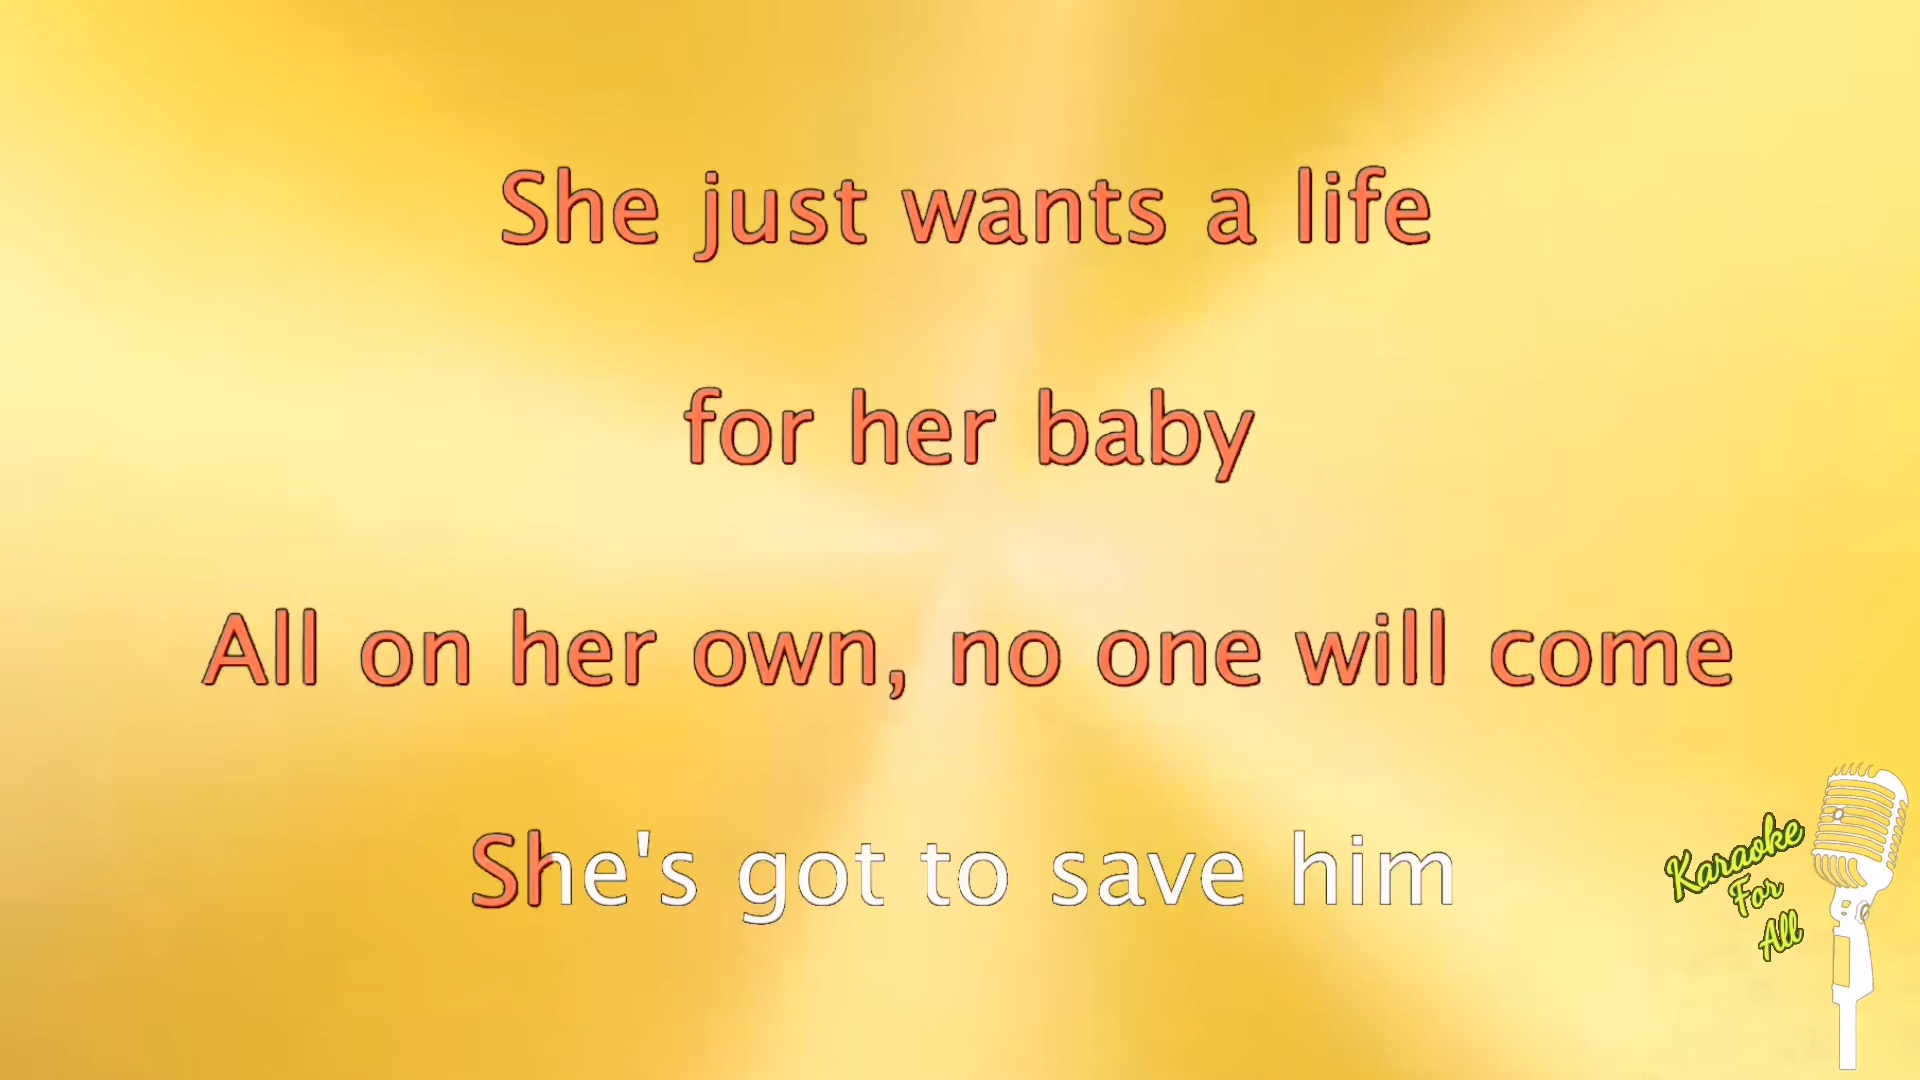 She just wants a life
for her baby
All on her own, no one will come
She's got to save him
Karaoke
For
All